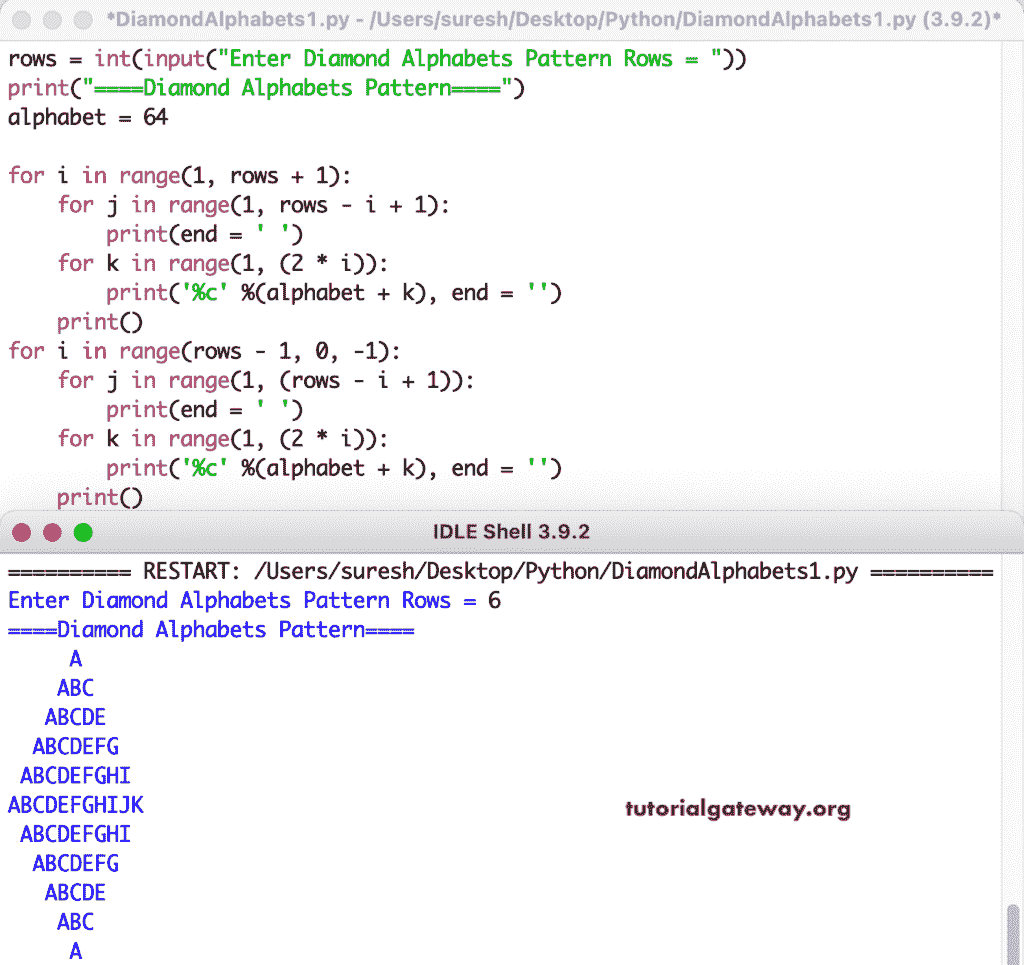 *DiamondAlphabets1.py - /Users/suresh/Desktop/Python/DiamondAlphabets1.py (3.9.2)*
rows = int(input("Enter Diamond Alphabets Pattern Rows = "))
print("====Diamond Alphabets Pattern====")
alphabet = 64

for i in range(1, rows + 1):
    for j in range(1, rows - i + 1):
        print(end = ' ')
    for k in range(1, (2 * i)):
        print('%c' %(alphabet + k), end = '')
    print()
for i in range(rows - 1, 0, -1):
    for j in range(1, (rows - i + 1)):
        print(end = ' ')
    for k in range(1, (2 * i)):
        print('%c' %(alphabet + k), end = '')
    print()
IDLE Shell 3.9.2
========== RESTART: /Users/suresh/Desktop/Python/DiamondAlphabets1.py ==========
Enter Diamond Alphabets Pattern Rows = 6
====Diamond Alphabets Pattern====
     A
    ABC
   ABCDE
  ABCDEFG
 ABCDEFGHI
ABCDEFGHIJK
 ABCDEFGHI
  ABCDEFG
   ABCDE
    ABC
     A
tutorialgateway.org